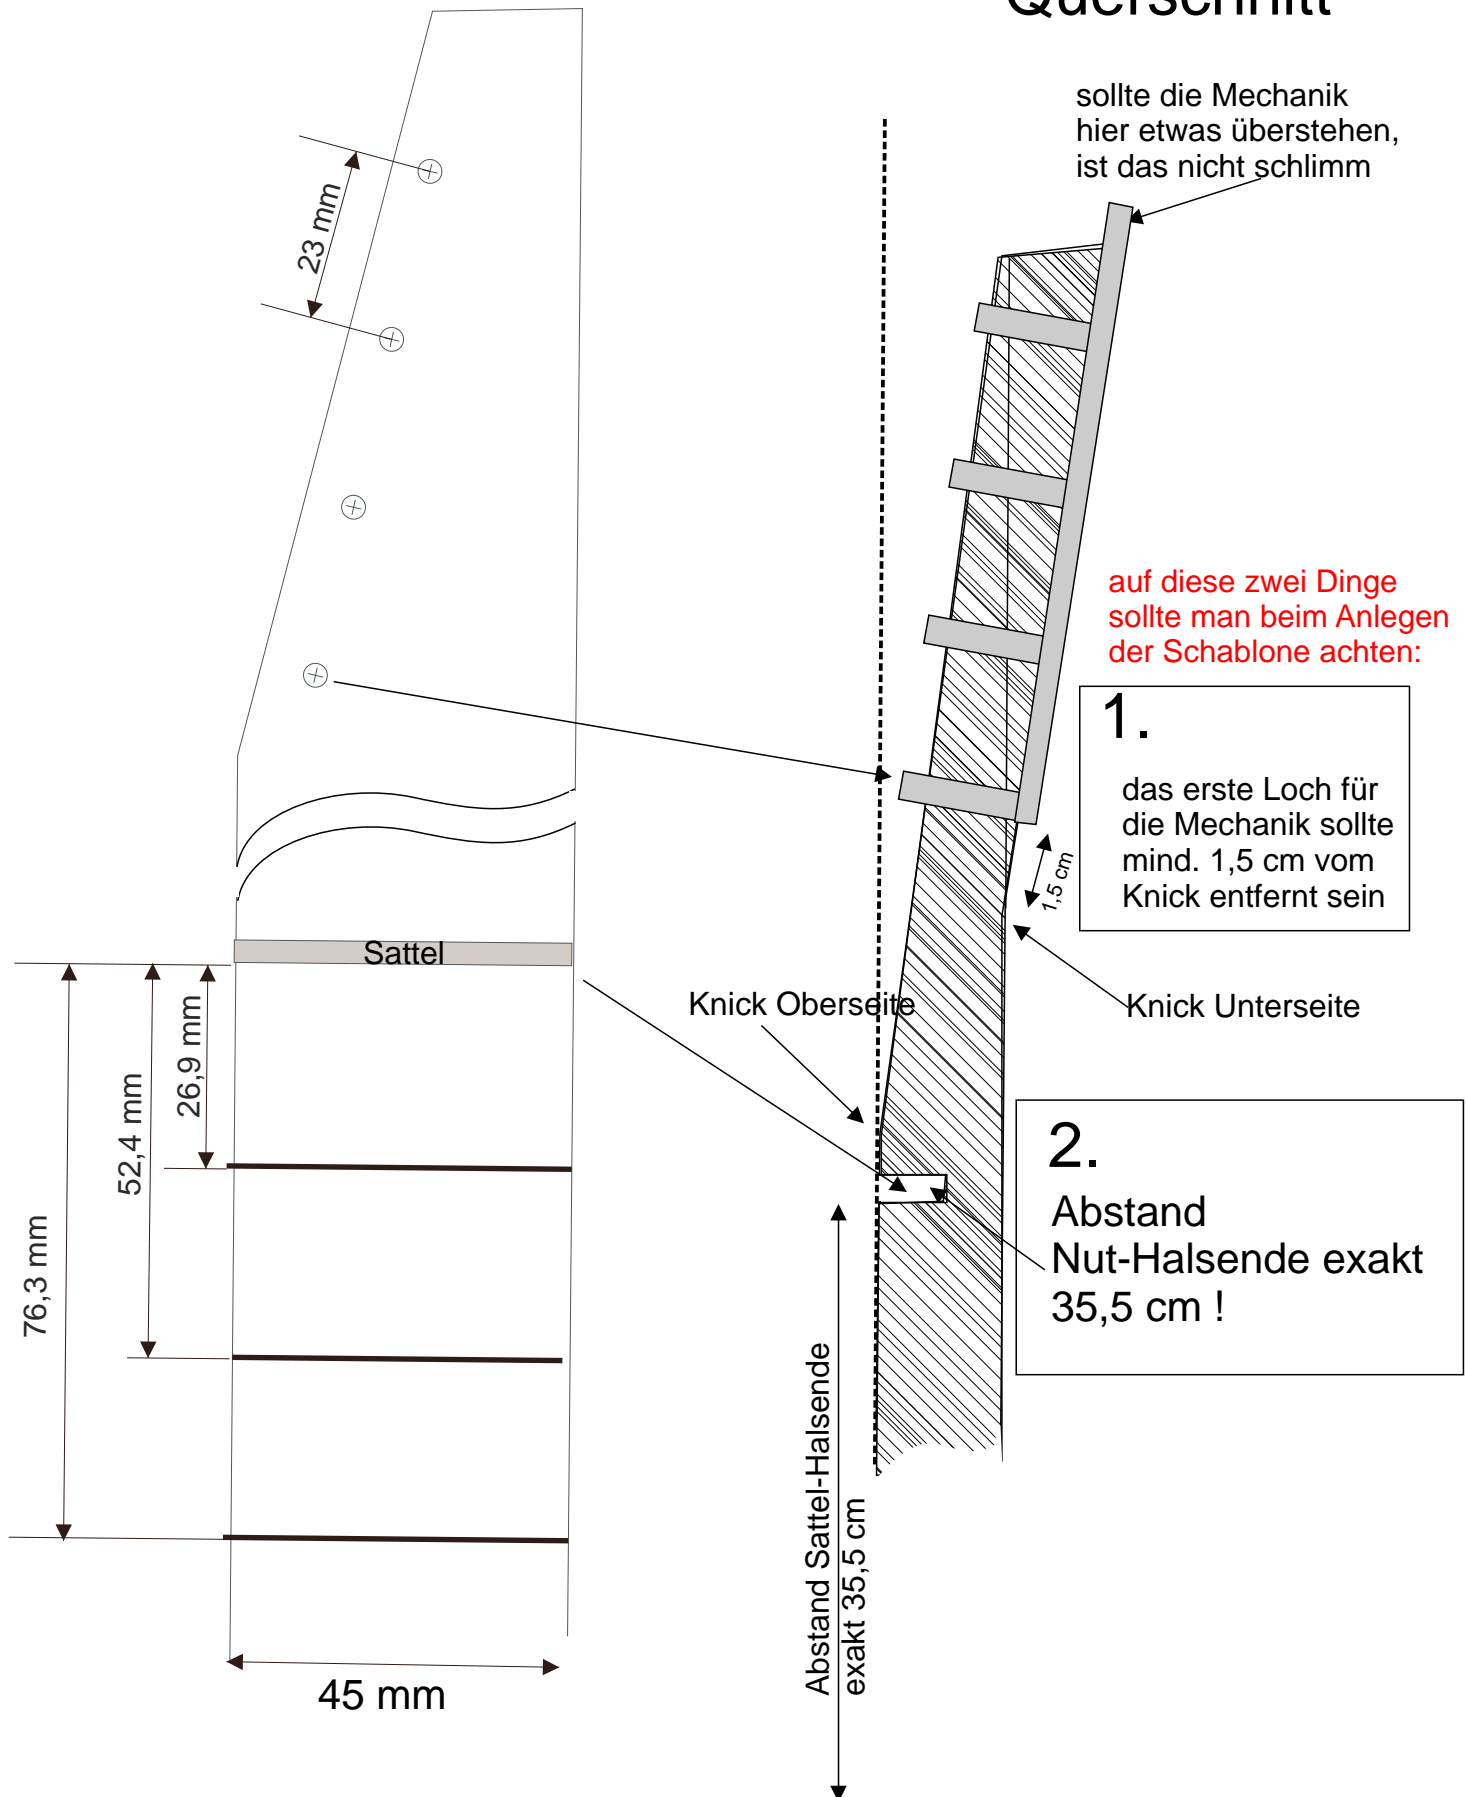 Querschnitt
sollte die Mechanik
hier etwas überstehen,
ist das nicht schlimm
23 mm
auf diese zwei Dinge
sollte man beim Anlegen
der Schablone achten:
1.
das erste Loch für
die Mechanik sollte
mind. 1,5 cm vom
Knick entfernt sein
1,5 cm
Sattel
Knick Oberseite
Knick Unterseite
26,9 mm
52,4 mm
76,3 mm
2.
Abstand
Nut-Halsende exakt
35,5 cm !
Abstand Sattel-Halsende
exakt 35,5 cm
45 mm